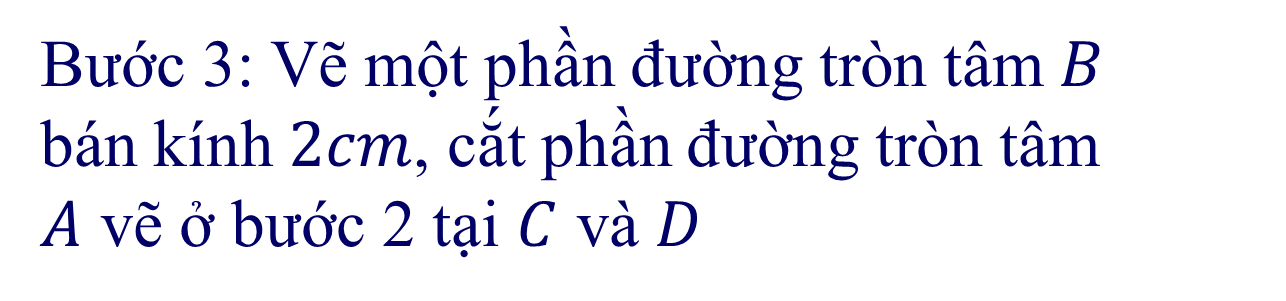 Bước 3: Vẽ một phần đường tròn tâm B
bán kính 2cm, cắt phần đường tròn tâm
A vẽ ở bước 2 tại C và D